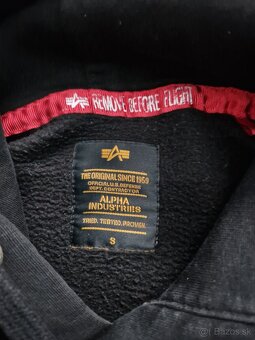 REMOVE BEFORE FLIGHT
THE ORIGINAL SINCE 1959
OFFICIAL U.S. DEFENSE
DEPT. CONTRACTOR
ALPHA
INDUSTRIES
TRIED. TESTED. PROVEN.
S
Bazos.sk